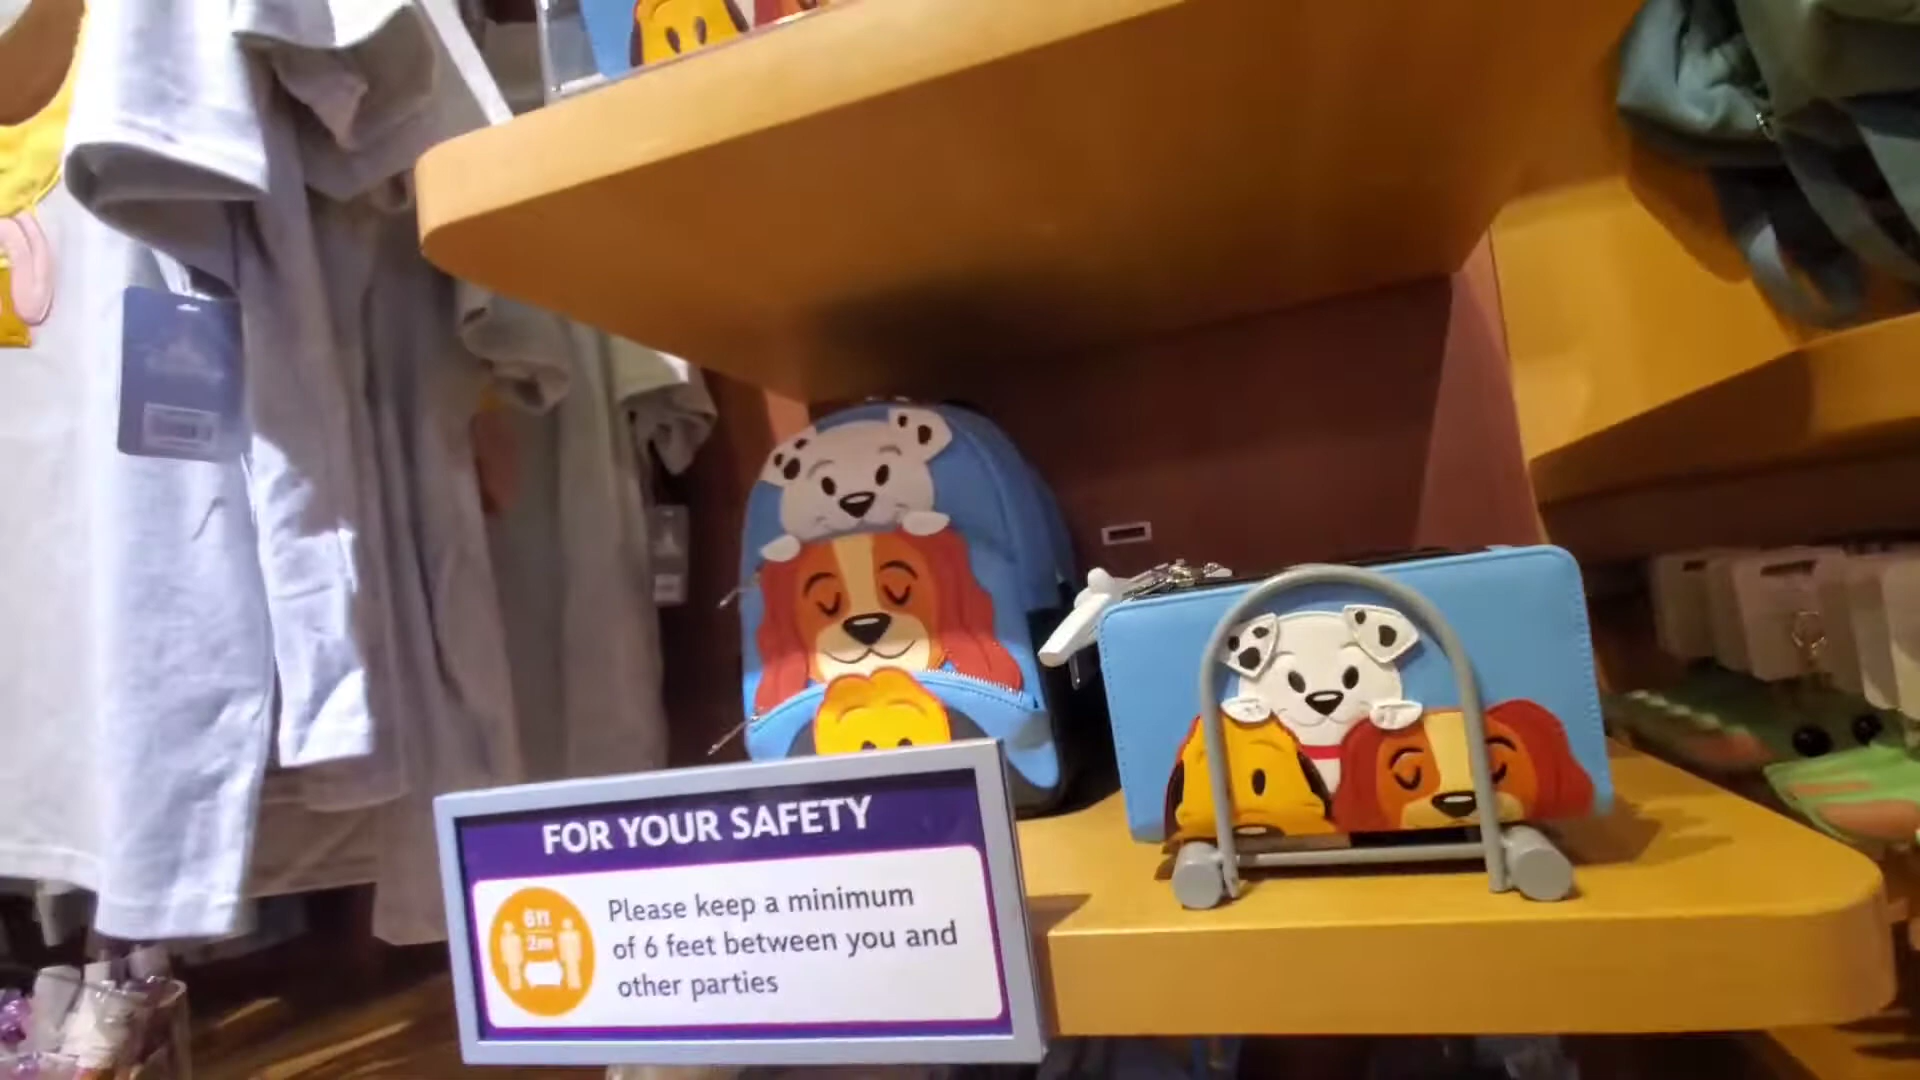 FOR YOUR SAFETY
6ft
2m
Please keep a minimum
of 6 feet between you and
other parties